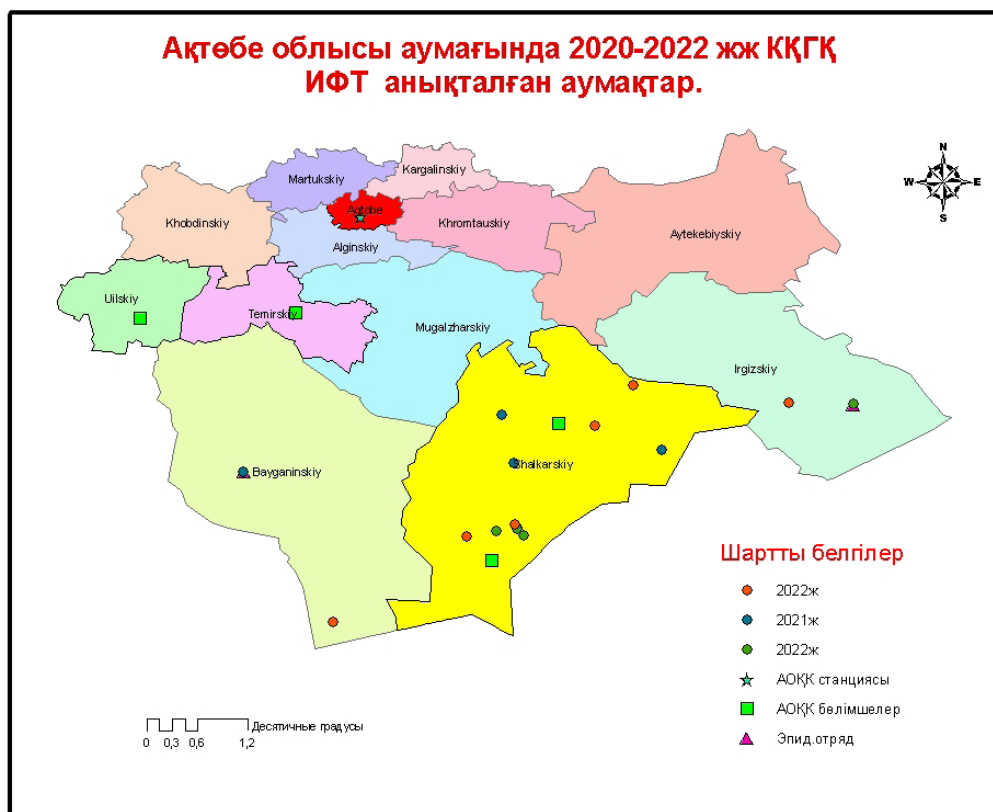 Ақтөбе облысы аумағында 2020-2022 жж КҚГҚ
ИФТ анықталған аумақтар.
N
W
E
S
Kargalinskiy
Martukskiy
Aqtobe
Khobdinskiy
Khromtauskiy
Aytekebiyskiy
Alginskiy
Uilskiy
Temirskiy
Mugalzharskiy
Irgizskiy
Shalkarskiy
Bayganinskiy
Шартты белгілер
2022ж
2021ж
2022ж
АОҚК станциясы
АОҚК бөлімшелер
Эпид.отряд
Десятичные градусы
0 0,3 0,6 1,2